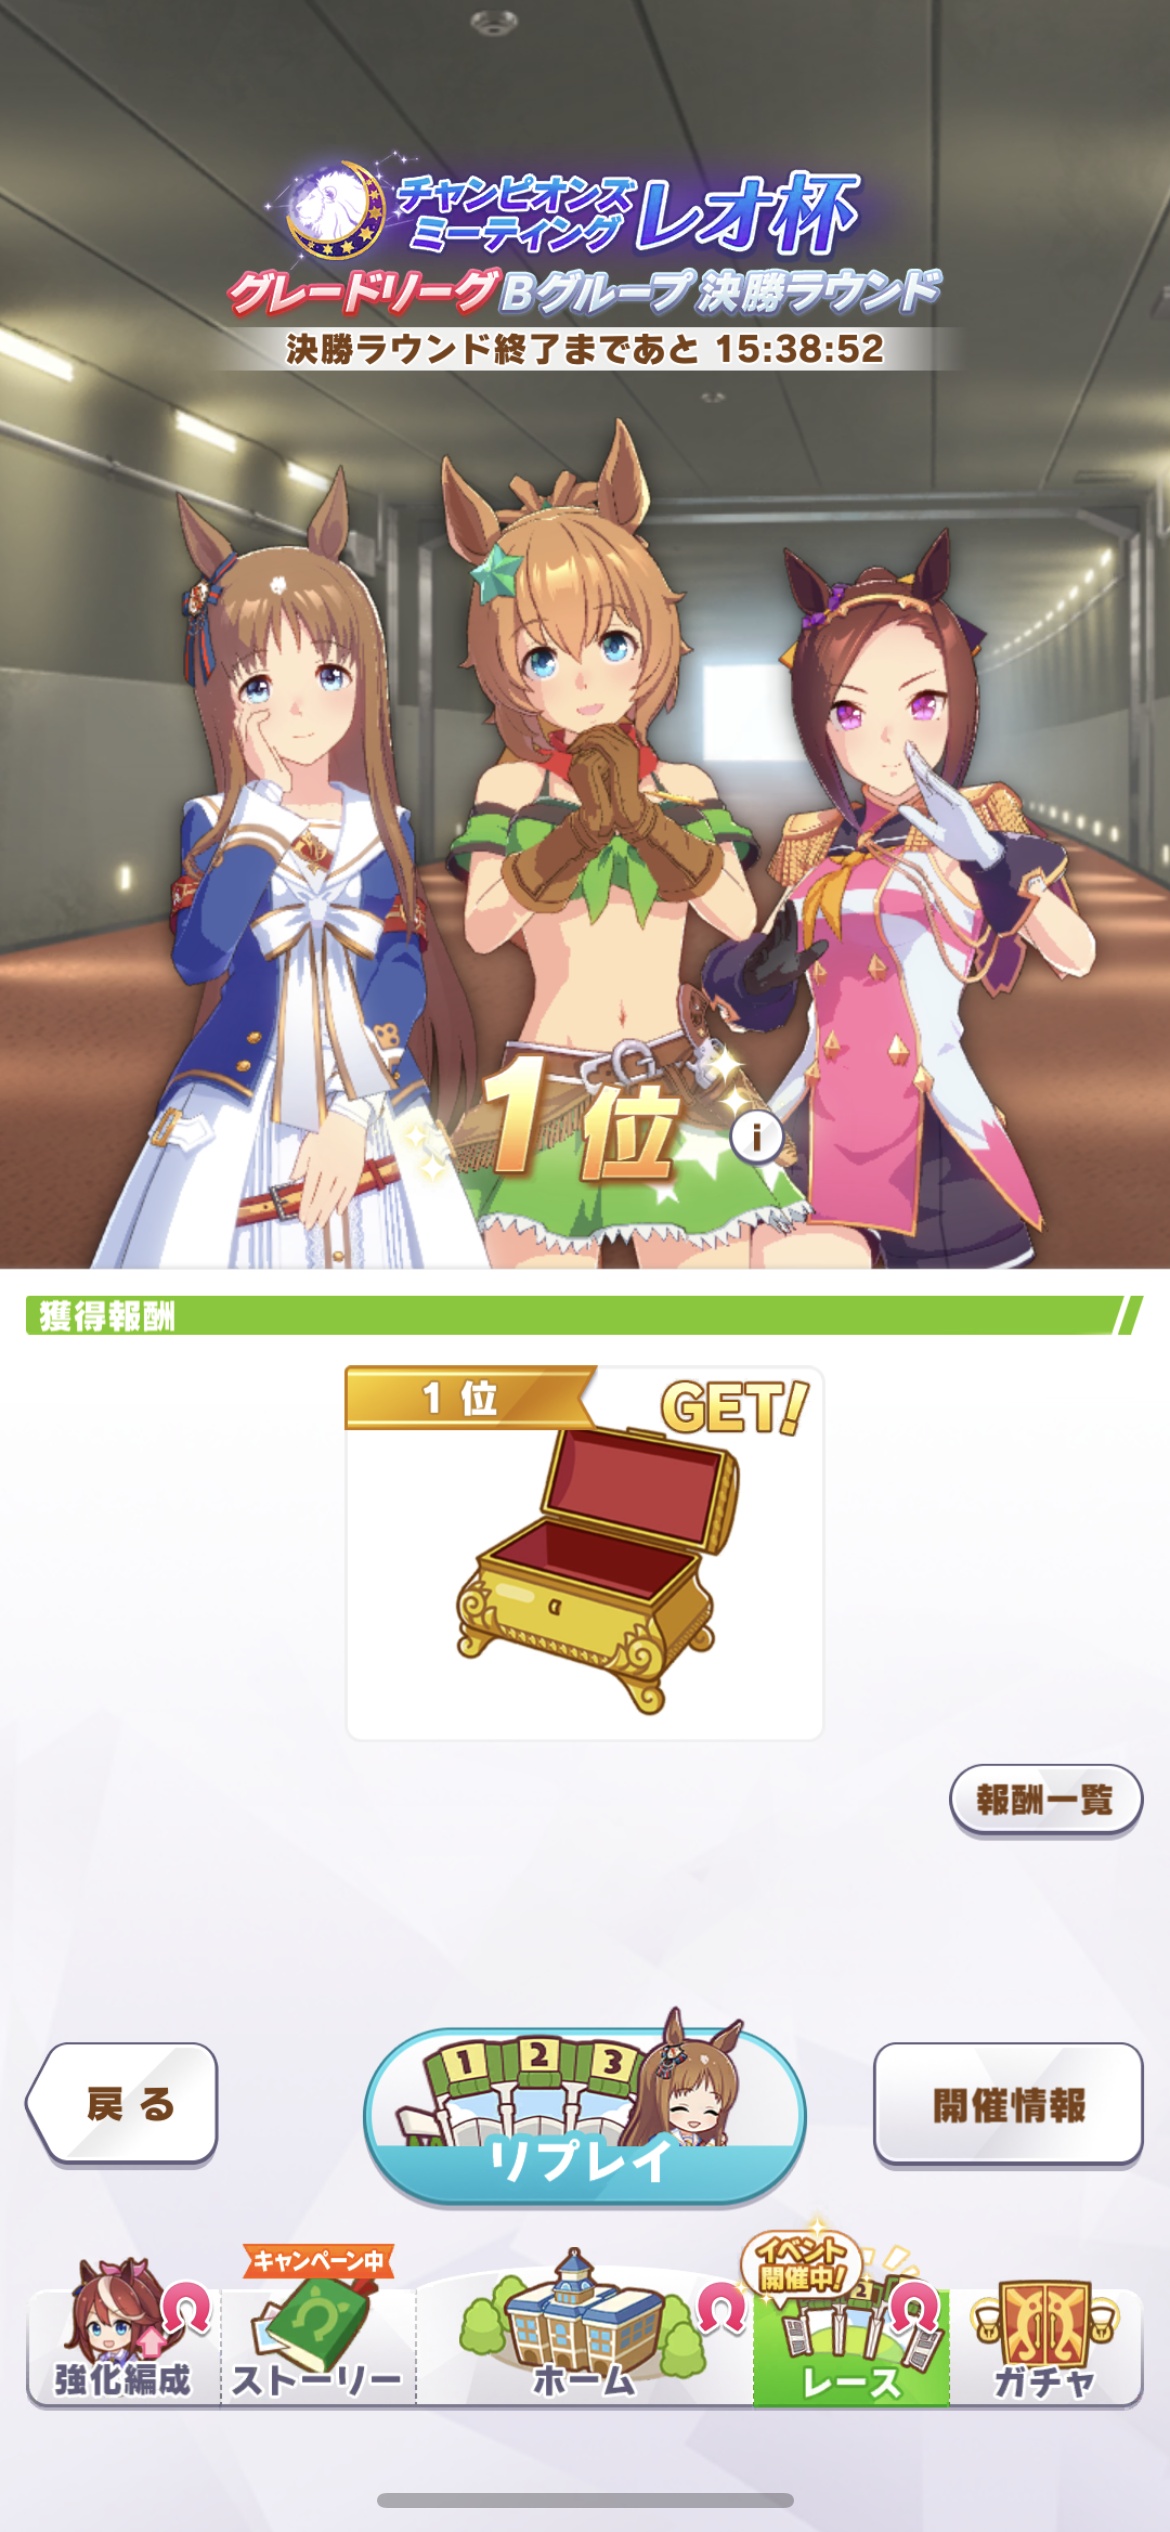 チャンピオンズ
ミーティング
レオ杯
グレードリーグ Bグループ 決勝ラウンド
決勝ラウンド終了まであと 15:38:52
1位
i
獲得報酬
1 位
GET!
報酬一覧
戻る
1 2 3
リプレイ
開催情報
キャンペーン中
イベント
開催中!
2
強化編成
ストーリー
ホーム
レース
ガチャ